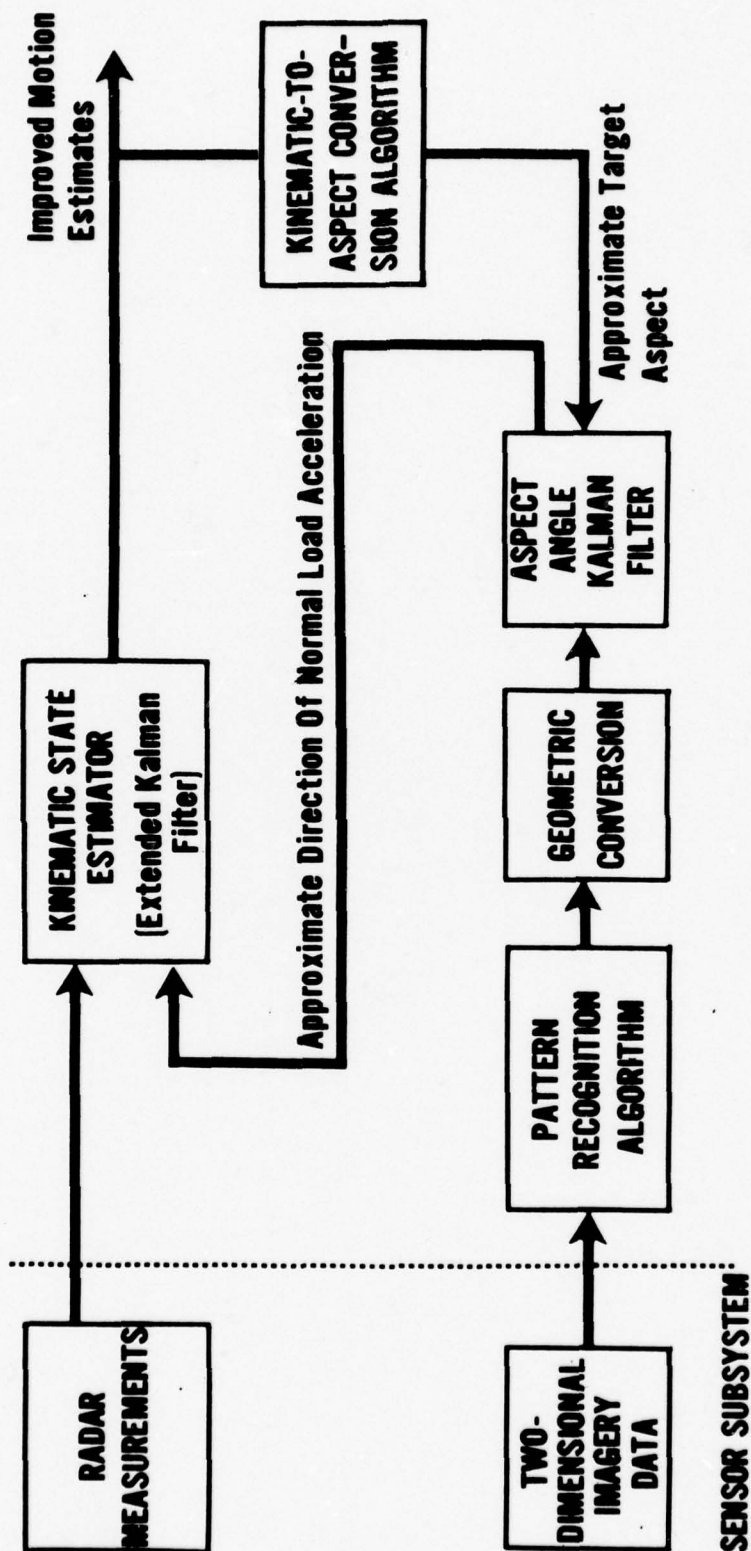 RADAR
MEASUREMENTS
KINEMATIC STATE
ESTIMATOR
(Extended Kalman
Filter)
Improved Motion
Estimates
KINEMATIC-TO-
ASPECT CONVER-
SION ALGORITHM
Approximate Direction Of Normal Load Acceleration
Approximate Target
Aspect
TWO-
DIMENSIONAL
IMAGERY
DATA
PATTERN
RECOGNITION
ALGORITHM
GEOMETRIC
CONVERSION
ASPECT
ANGLE
KALMAN
FILTER
SENSOR SUBSYSTEM